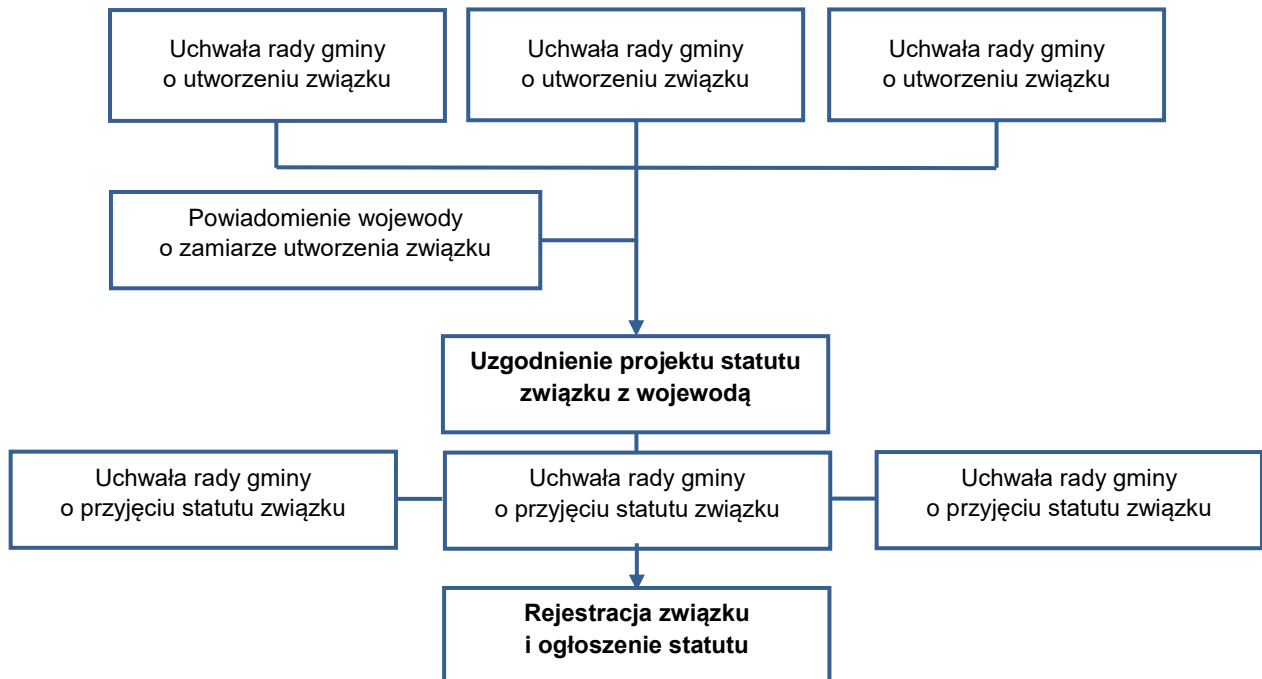 Uchwała rady gminy
o utworzeniu związku
Uchwała rady gminy
o utworzeniu związku
Uchwała rady gminy
o utworzeniu związku
Powiadomienie wojewody
o zamiarze utworzenia związku
Uzgodnienie projektu statutu
związku z wojewodą
Uchwała rady gminy
o przyjęciu statutu związku
Uchwała rady gminy
o przyjęciu statutu związku
Uchwała rady gminy
o przyjęciu statutu związku
Rejestracja związku
i ogłoszenie statutu